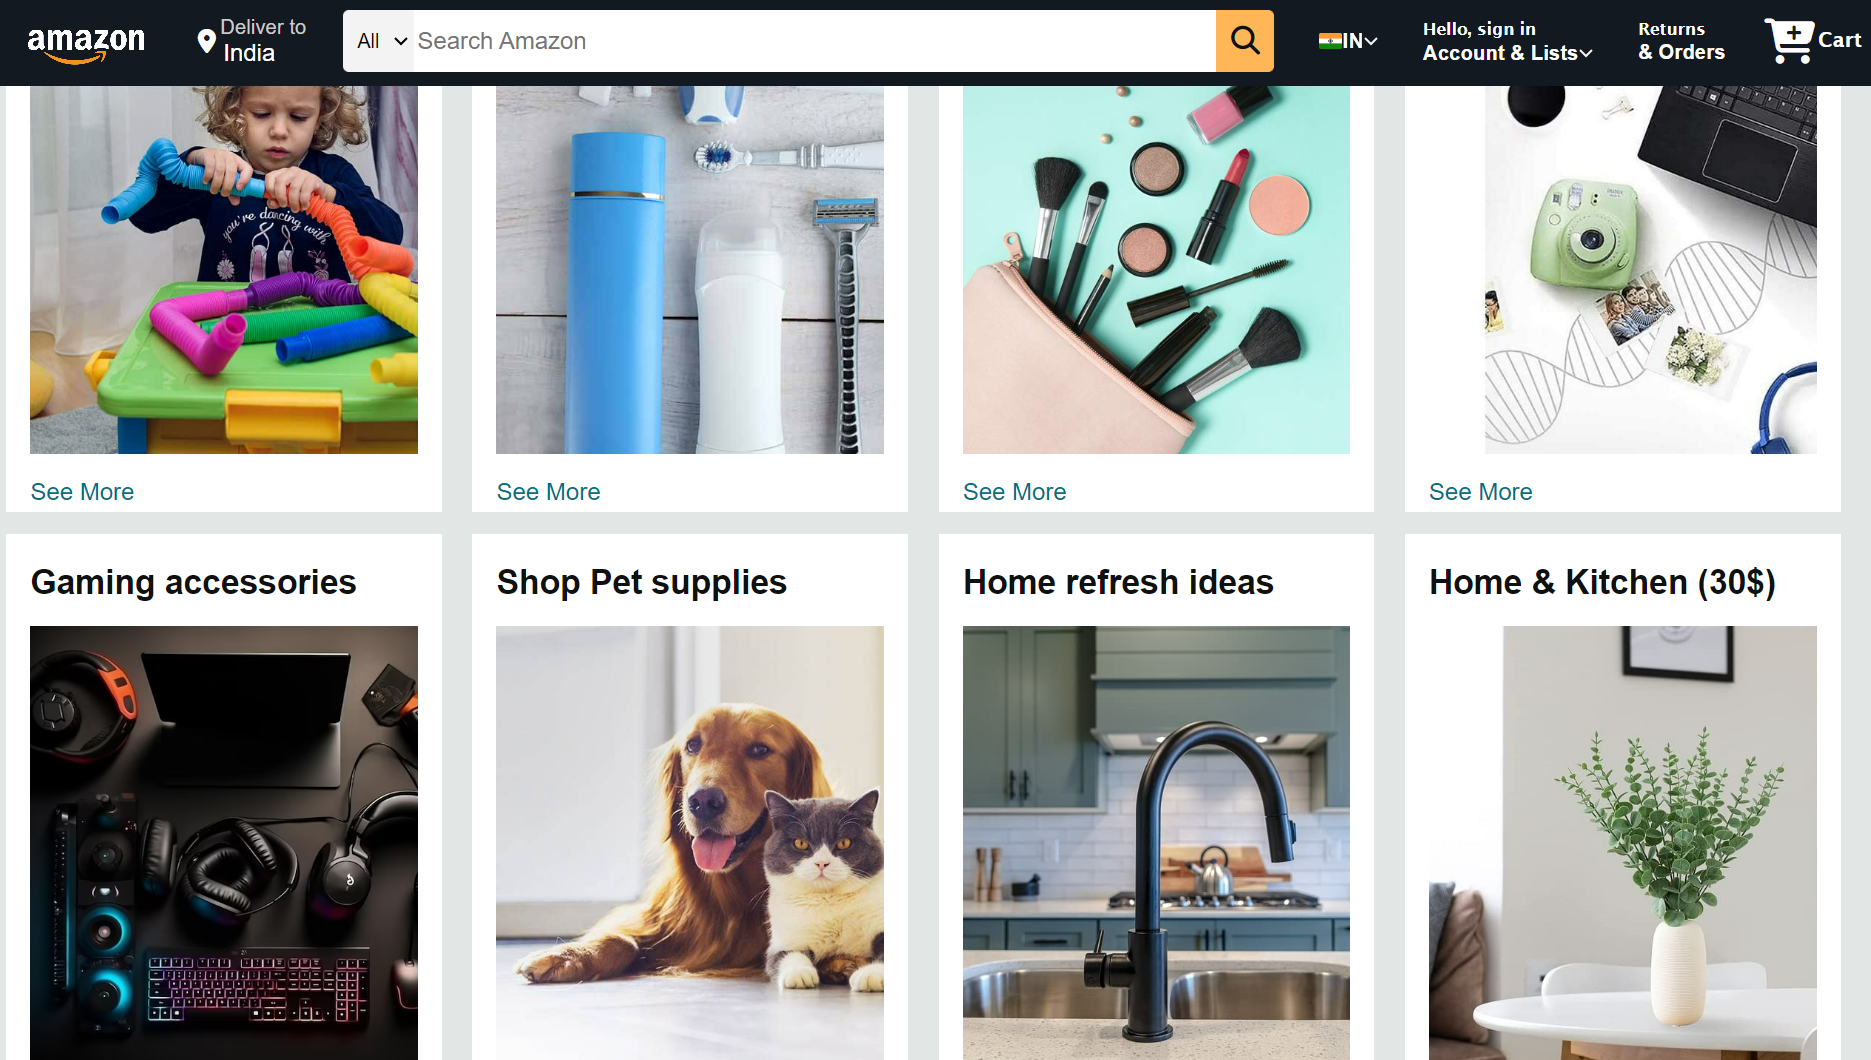 amazon
Deliver to
India
All
Search Amazon
IN
Hello, sign in
Account & Lists
Returns
& Orders
Cart
you're dancing with
See More
See More
See More
See More
Gaming accessories
Shop Pet supplies
Home refresh ideas
Home & Kitchen (30$)